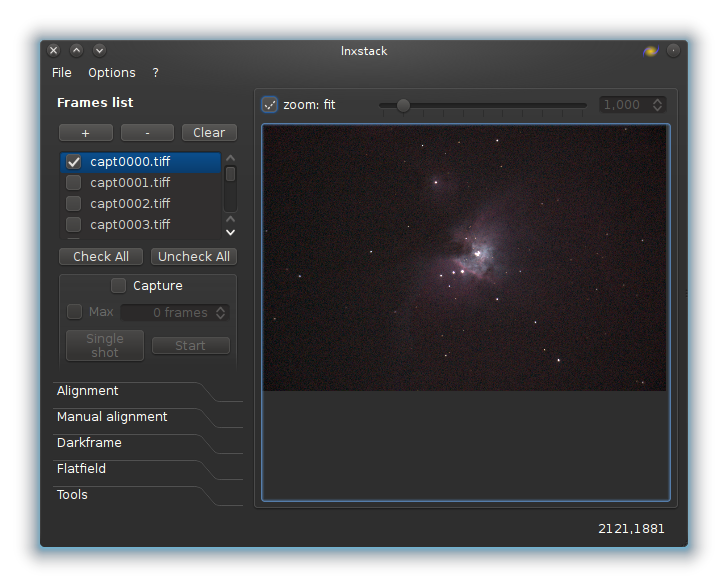 lnxstack
File Options ?
Frames list
zoom: fit
1,000
+ - Clear
capt0000.tiff
capt0001.tiff
capt0002.tiff
capt0003.tiff
Check All Uncheck All
Capture
Max 0 frames
Single
shot
Start
Alignment
Manual alignment
Darkframe
Flatfield
Tools
2121,1881